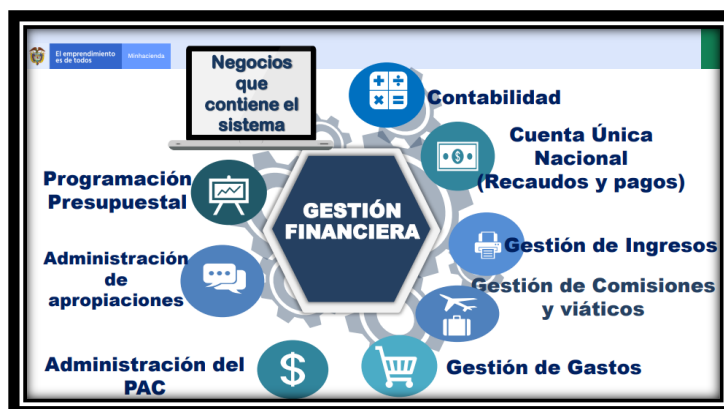 El emprendimiento
es de todos
Minhacienda
Negocios
que
contiene el
sistema
Contabilidad
Cuenta Única
Nacional
(Recaudos y pagos)
Programación
Presupuestal
GESTIÓN
FINANCIERA
Gestión de Ingresos
Administración
de
apropiaciones
Gestión de Comisiones
y viáticos
Administración del
PAC
Gestión de Gastos